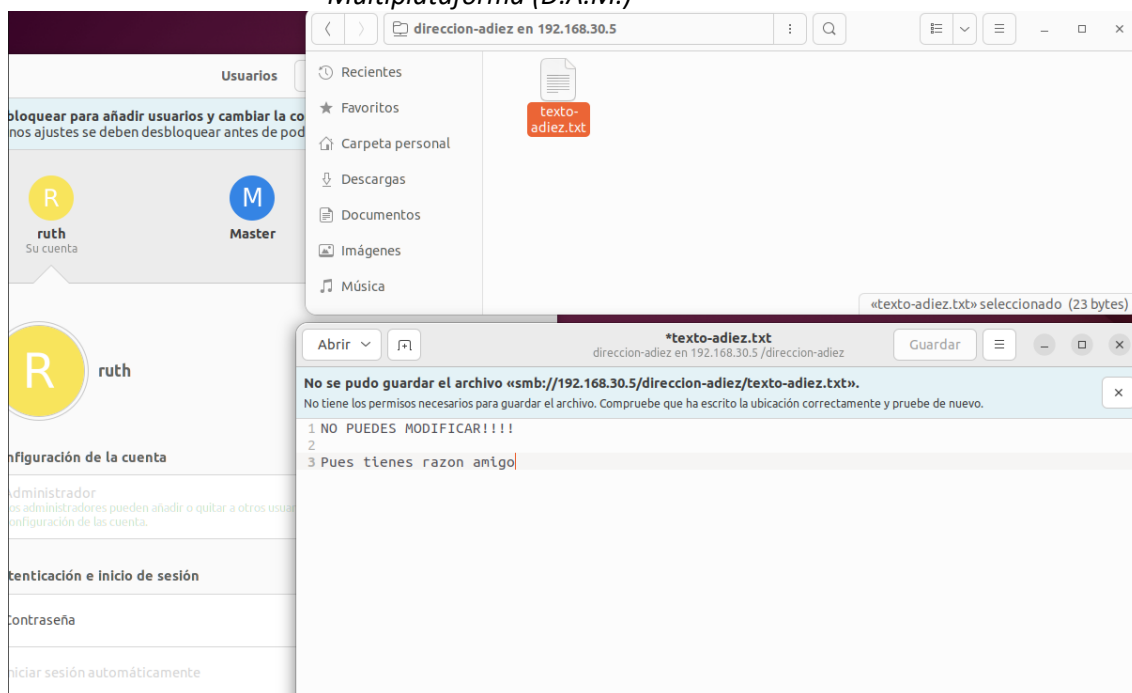 Multiplataforma (D.A.M.)
direccion-adiez en 192.168.30.5
Usuarios
bloquear para añadir usuarios y cambiar la co
nos ajustes se deben desbloquear antes de pod
R
ruth
Su cuenta
M
Master
R
ruth
nfiguración de la cuenta
Administrador
os administradores pueden añadir o quitar a otros usuar
onfiguración de las cuenta.
tenticación e inicio de sesión
Contraseña
niciar sesión automáticamente
Recientes
Favoritos
Carpeta personal
Descargas
Documentos
Imágenes
Música
texto-
adiez.txt
«texto-adiez.txt» seleccionado (23 bytes)
Abrir
*texto-adiez.txt
direccion-adiez en 192.168.30.5 /direccion-adiez
Guardar
No se pudo guardar el archivo «smb://192.168.30.5/direccion-adiez/texto-adiez.txt».
No tiene los permisos necesarios para guardar el archivo. Compruebe que ha escrito la ubicación correctamente y pruebe de nuevo.
1 NO PUEDES MODIFICAR!!!!
2
3 Pues tienes razon amigo